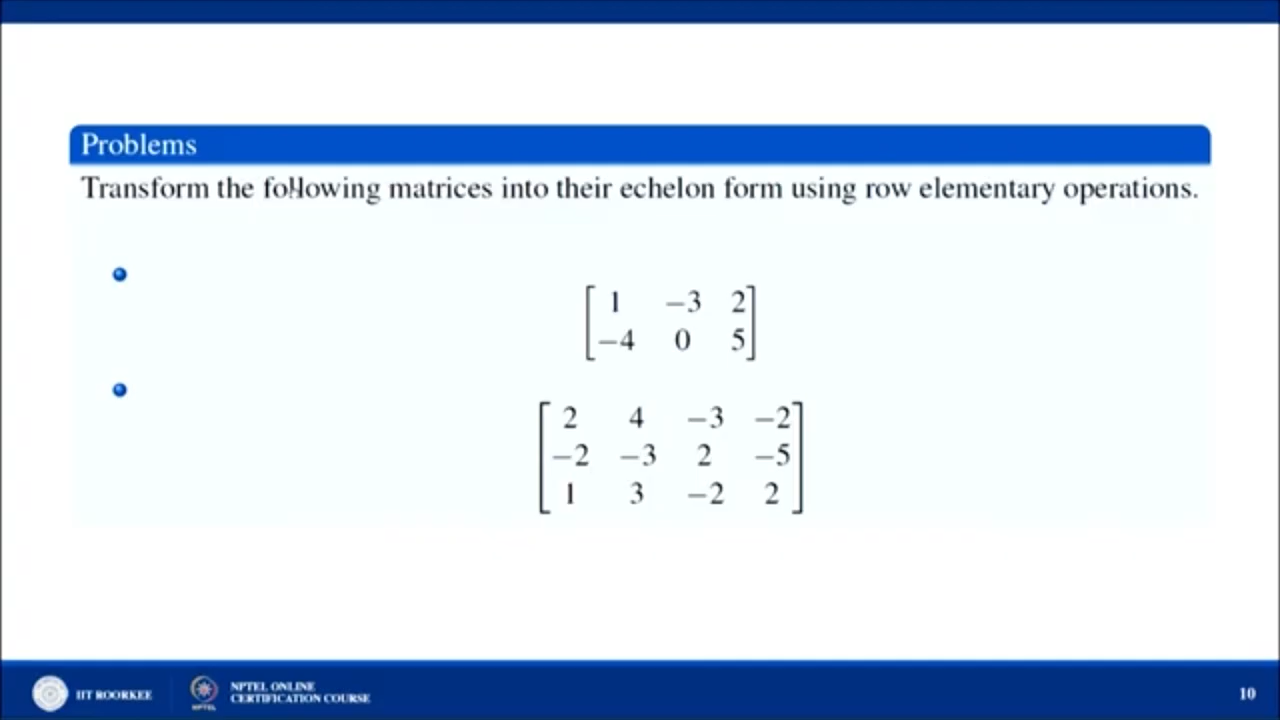 Problems
Transform the following matrices into their echelon form using row elementary operations.
1 −3 2
−4 0 5
2 4 −3 −2
−2 −3 2 −5
1 3 −2 2
IIT ROORKEE
NPTEL
NPTEL ONLINE
CERTIFICATION COURSE
10